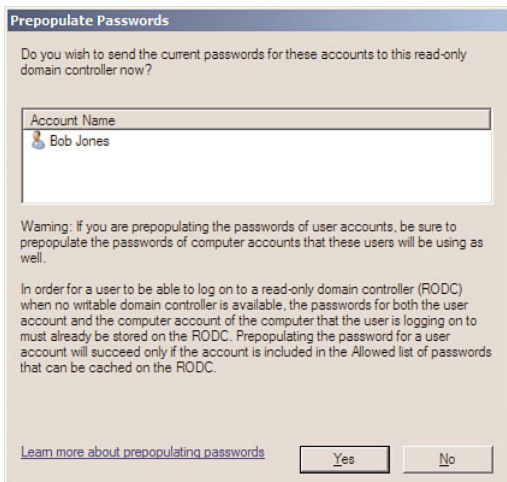 Prepopulate Passwords
Do you wish to send the current passwords for these accounts to this read-only
domain controller now?
Account Name
Bob Jones
Warning: If you are prepopulating the passwords of user accounts, be sure to
prepopulate the passwords of computer accounts that these users will be using as
well.
In order for a user to be able to log on to a read-only domain controller (RODC)
when no writable domain controller is available, the passwords for both the user
account and the computer account of the computer that the user is logging on to
must already be stored on the RODC. Prepopulating the password for a user
account will succeed only if the account is included in the Allowed list of passwords
that can be cached on the RODC.
Learn more about prepopulating passwords
Yes
No